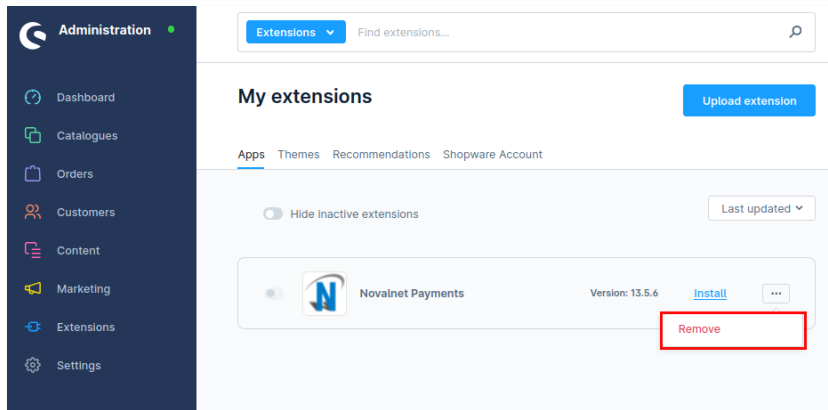 Administration
Dashboard
Catalogues
Orders
Customers
Content
Marketing
Extensions
Settings
Extensions Find extensions...
My extensions
Upload extension
Apps Themes Recommendations Shopware Account
Hide inactive extensions
Last updated
N Novalnet Payments Version: 13.5.6 Install ...
Remove